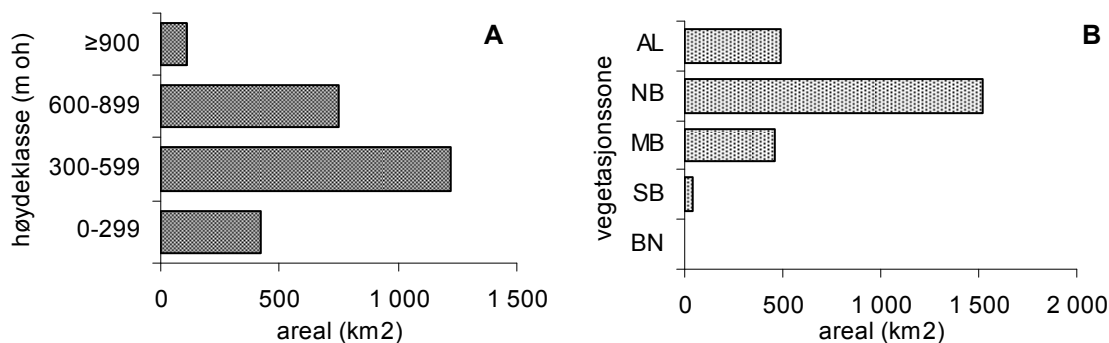 A
høydeklasse (m oh)
≥900
600-899
300-599
0-299
0 500 1 000 1 500
areal (km2)
B
vegetasjonssone
AL
NB
MB
SB
BN
0 500 1 000 1 500 2 000
areal (km2)